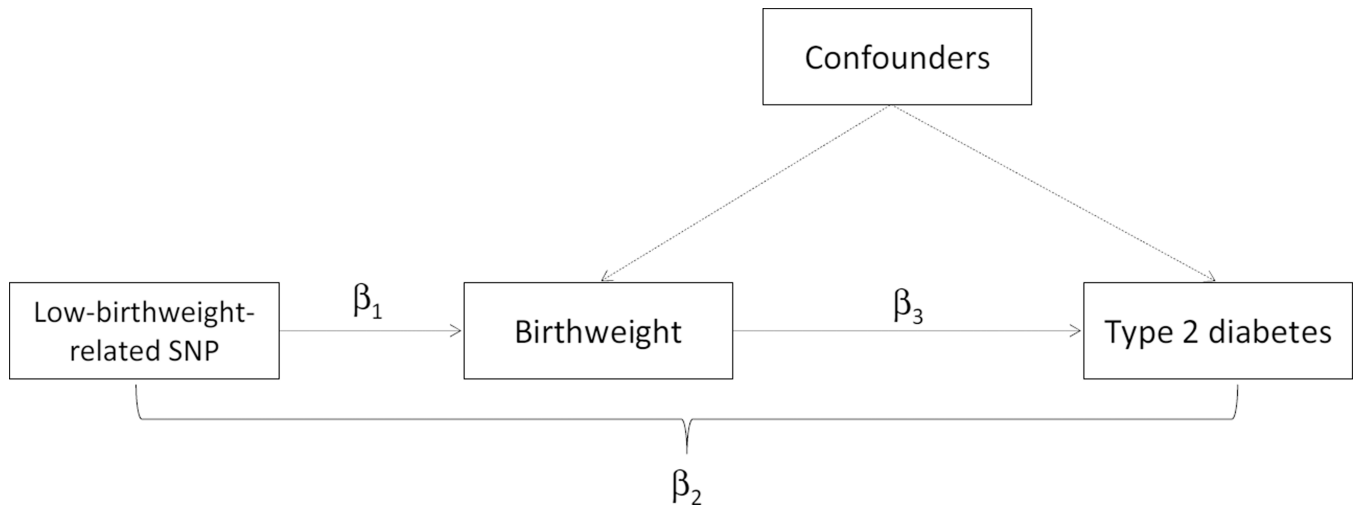 Confounders
Low-birthweight-
related SNP
β1
Birthweight
β3
Type 2 diabetes
β2